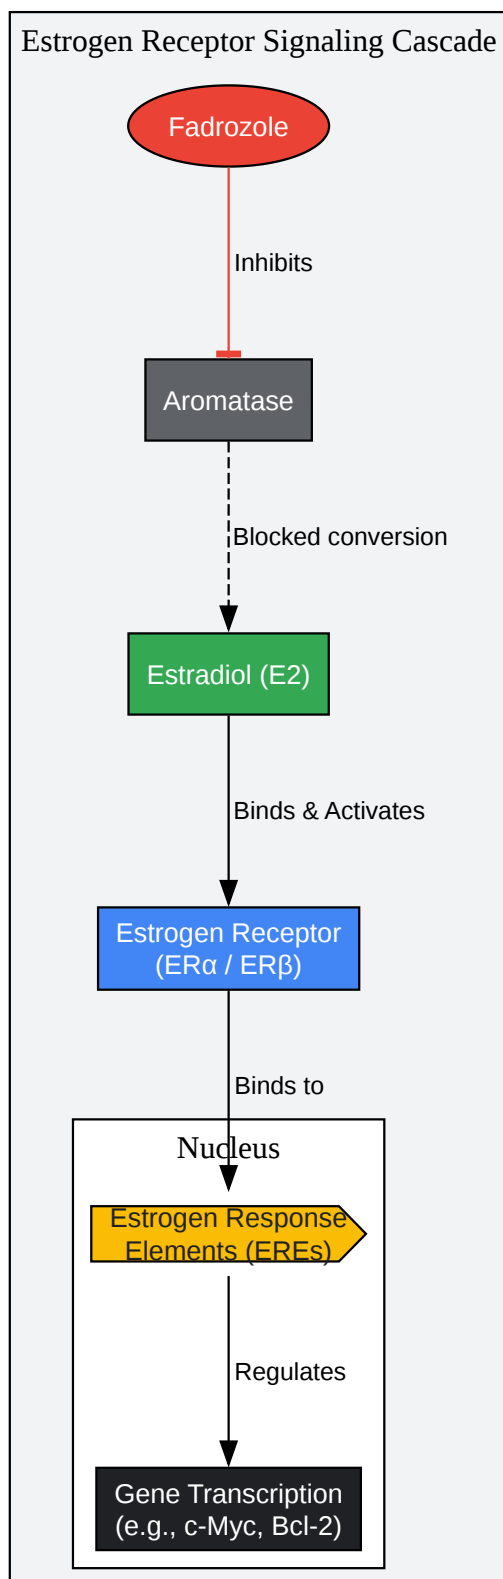 Estrogen Receptor Signaling Cascade
Fadrozole
Inhibits
Aromatase
Blocked conversion
Estradiol (E2)
Binds & Activates
Estrogen Receptor
(ERα / ERβ)
Binds to
Nucleus
Estrogen Response
Elements (EREs)
Regulates
Gene Transcription
(e.g., c-Myc, Bcl-2)